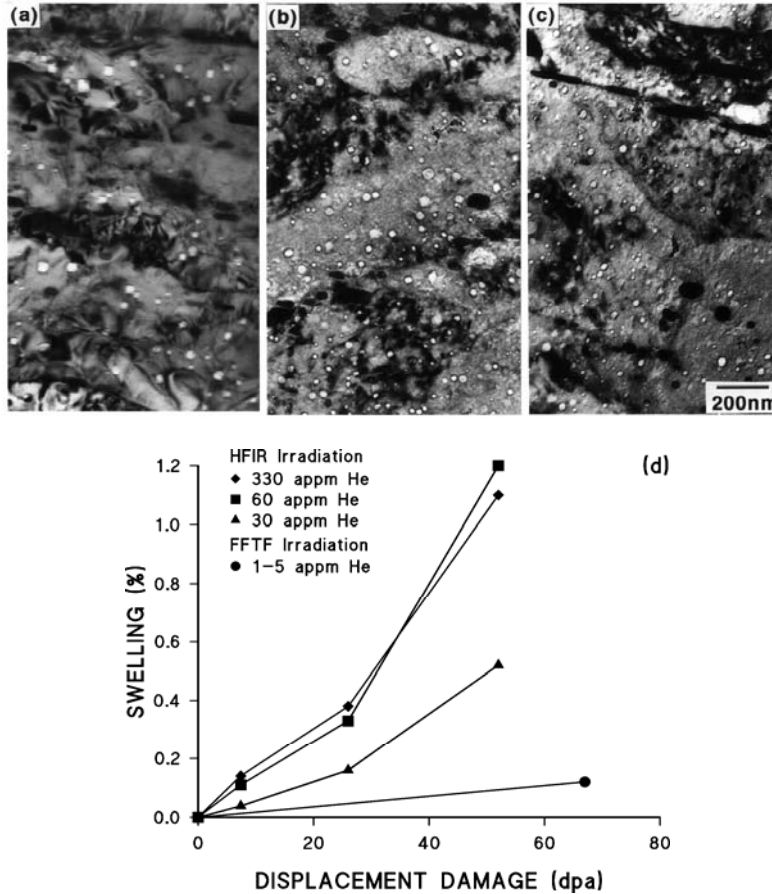 (a)
(b)
(c)
200nm
(d)
HFIR Irradiation
330 appm He
60 appm He
30 appm He
FFTF Irradiation
1–5 appm He
SWELLING (%)
1.2
1.0
0.8
0.6
0.4
0.2
0.0
0
20
40
60
80
DISPLACEMENT DAMAGE (dpa)